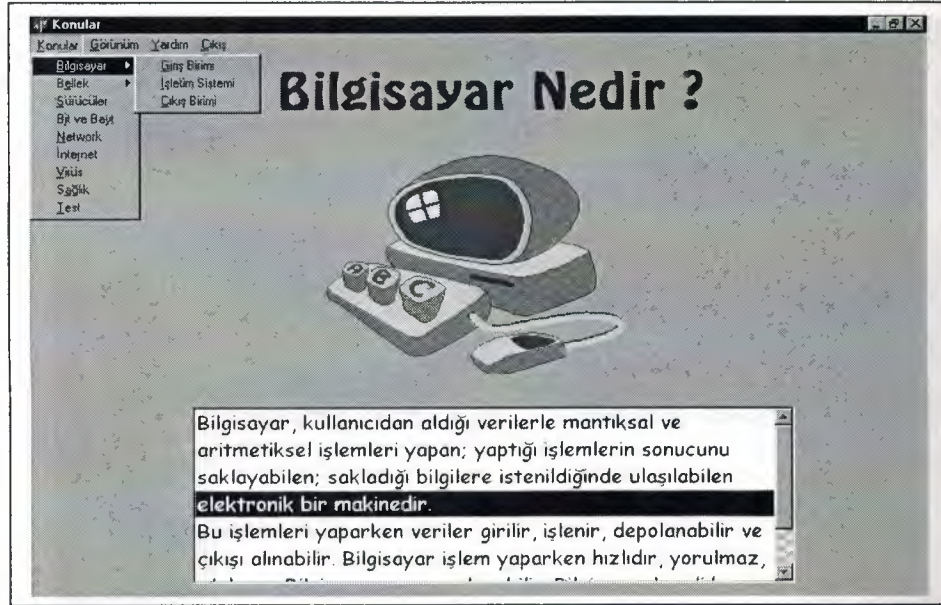 Konular
Konular Görünüm Yardım Çıkış
Bilgisayar
Bellek
Sürücüler
Bit ve Bayt
Network
İnternet
Virüs
Sağlık
Test
Giriş Birimi
İşletim Sistemi
Çıkış Birimi
Bilgisayar Nedir ?
A B C
Bilgisayar, kullanıcıdan aldığı verilerle mantıksal ve
aritmetiksel işlemleri yapan; yaptığı işlemlerin sonucunu
saklayabilen; sakladığı bilgilere istenildiğinde ulaşılabilen
elektronik bir makinedir.
Bu işlemleri yaparken veriler girilir, işlenir, depolanabilir ve
çıkışı alınabilir. Bilgisayar işlem yaparken hızlıdır, yorulmaz,